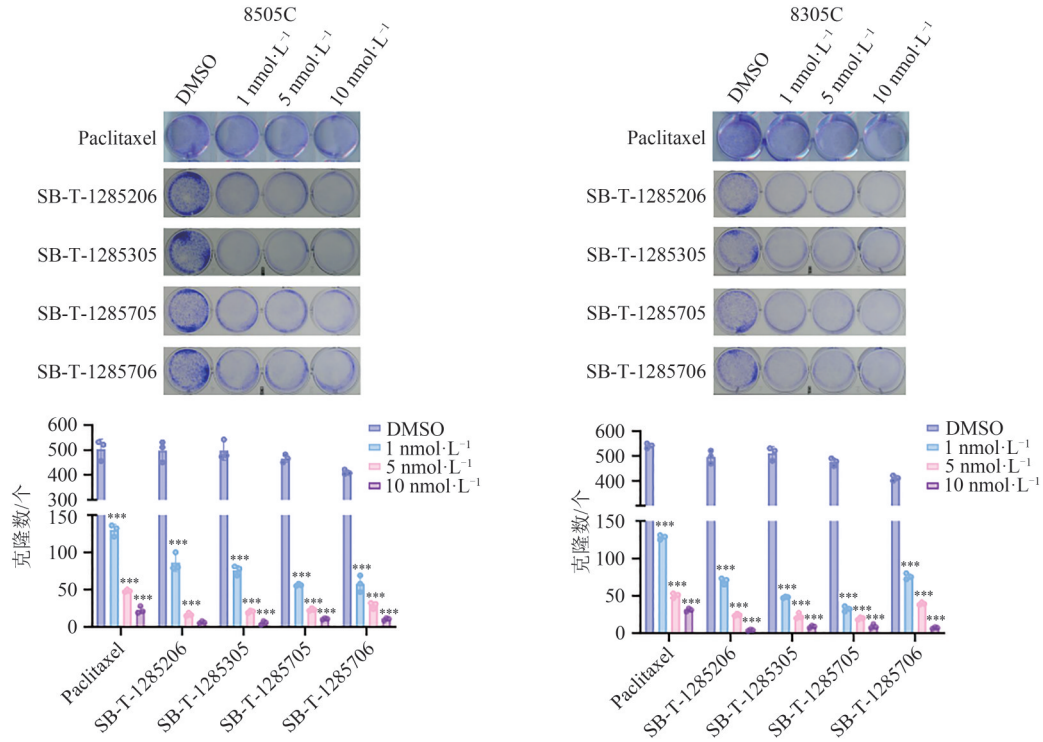 8505C
DMSO
1 nmol·L⁻¹
5 nmol·L⁻¹
10 nmol·L⁻¹
Paclitaxel
SB-T-1285206
SB-T-1285305
SB-T-1285705
SB-T-1285706
克隆数/个
600
500
400
300
150
100
50
0
DMSO
1 nmol·L⁻¹
5 nmol·L⁻¹
10 nmol·L⁻¹
*** *** ***
*** *** ***
*** *** ***
*** *** ***
*** *** ***
Paclitaxel
SB-T-1285206
SB-T-1285305
SB-T-1285705
SB-T-1285706
8305C
DMSO
1 nmol·L⁻¹
5 nmol·L⁻¹
10 nmol·L⁻¹
Paclitaxel
SB-T-1285206
SB-T-1285305
SB-T-1285705
SB-T-1285706
克隆数/个
600
500
400
150
100
50
0
DMSO
1 nmol·L⁻¹
5 nmol·L⁻¹
10 nmol·L⁻¹
*** *** ***
*** *** ***
*** *** ***
*** *** ***
*** *** ***
Paclitaxel
SB-T-1285206
SB-T-1285305
SB-T-1285705
SB-T-1285706